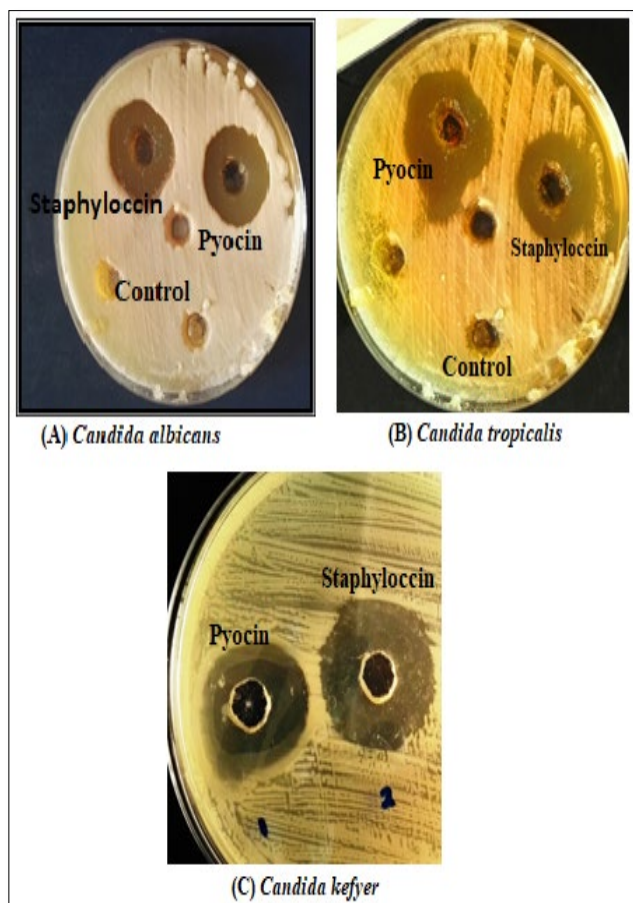 Staphyloccin
Pyocin
Control
(A) Candida albicans
Pyocin
Staphyloccin
Control
(B) Candida tropicalis
Staphyloccin
Pyocin
1
2
(C) Candida kefyer